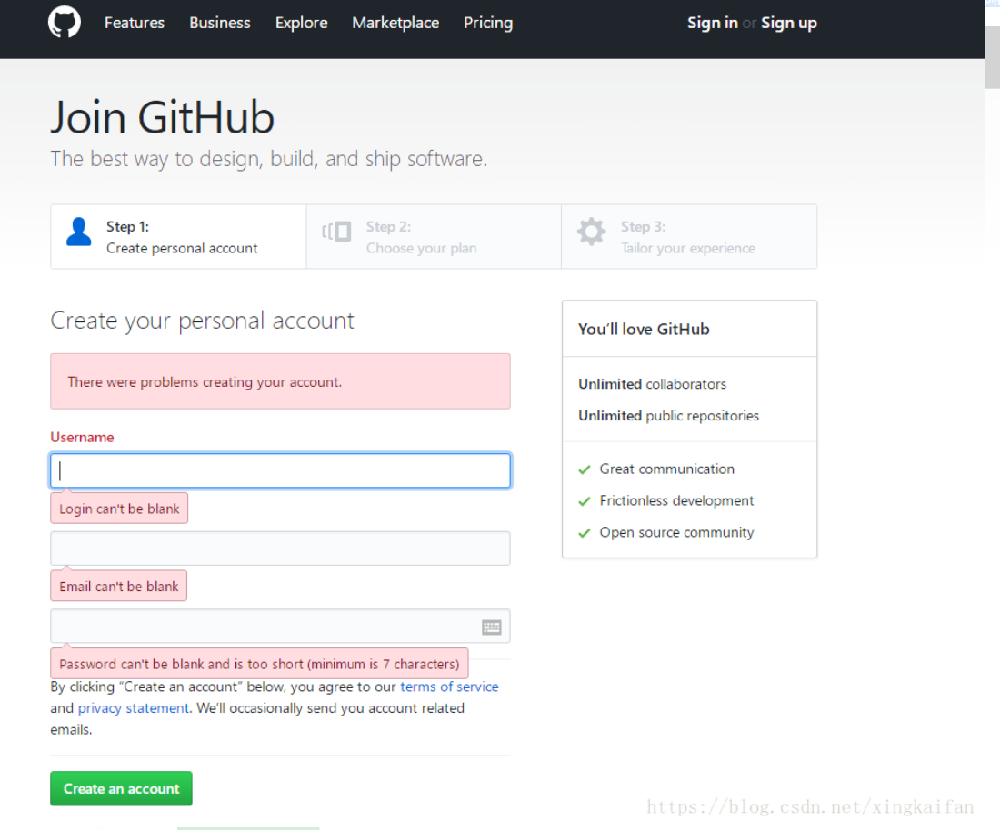 Features Business Explore Marketplace Pricing Sign in or Sign up
Join GitHub
The best way to design, build, and ship software.
Step 1:
Create personal account
Step 2:
Choose your plan
Step 3:
Tailor your experience
Create your personal account
There were problems creating your account.
Username
Login can't be blank
Email can't be blank
Password can't be blank and is too short (minimum is 7 characters)
By clicking “Create an account” below, you agree to our terms of service
and privacy statement. We’ll occasionally send you account related
emails.
Create an account
You’ll love GitHub
Unlimited collaborators
Unlimited public repositories
Great communication
Frictionless development
Open source community
https://blog.csdn.net/xingkaifan